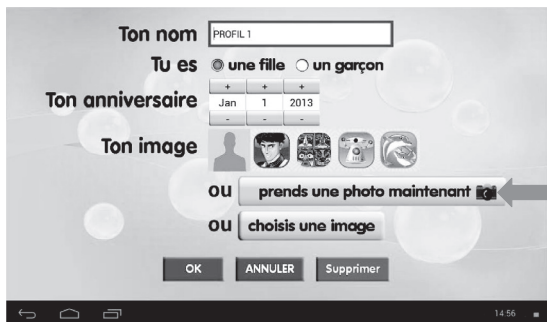 Ton nom PROFIL 1
Tu es une fille un garçon
+ + +
Ton anniversaire Jan 1 2013
- - -
Ton image
ou prends une photo maintenant
ou choisis une image
OK ANNULER Supprimer
14:56